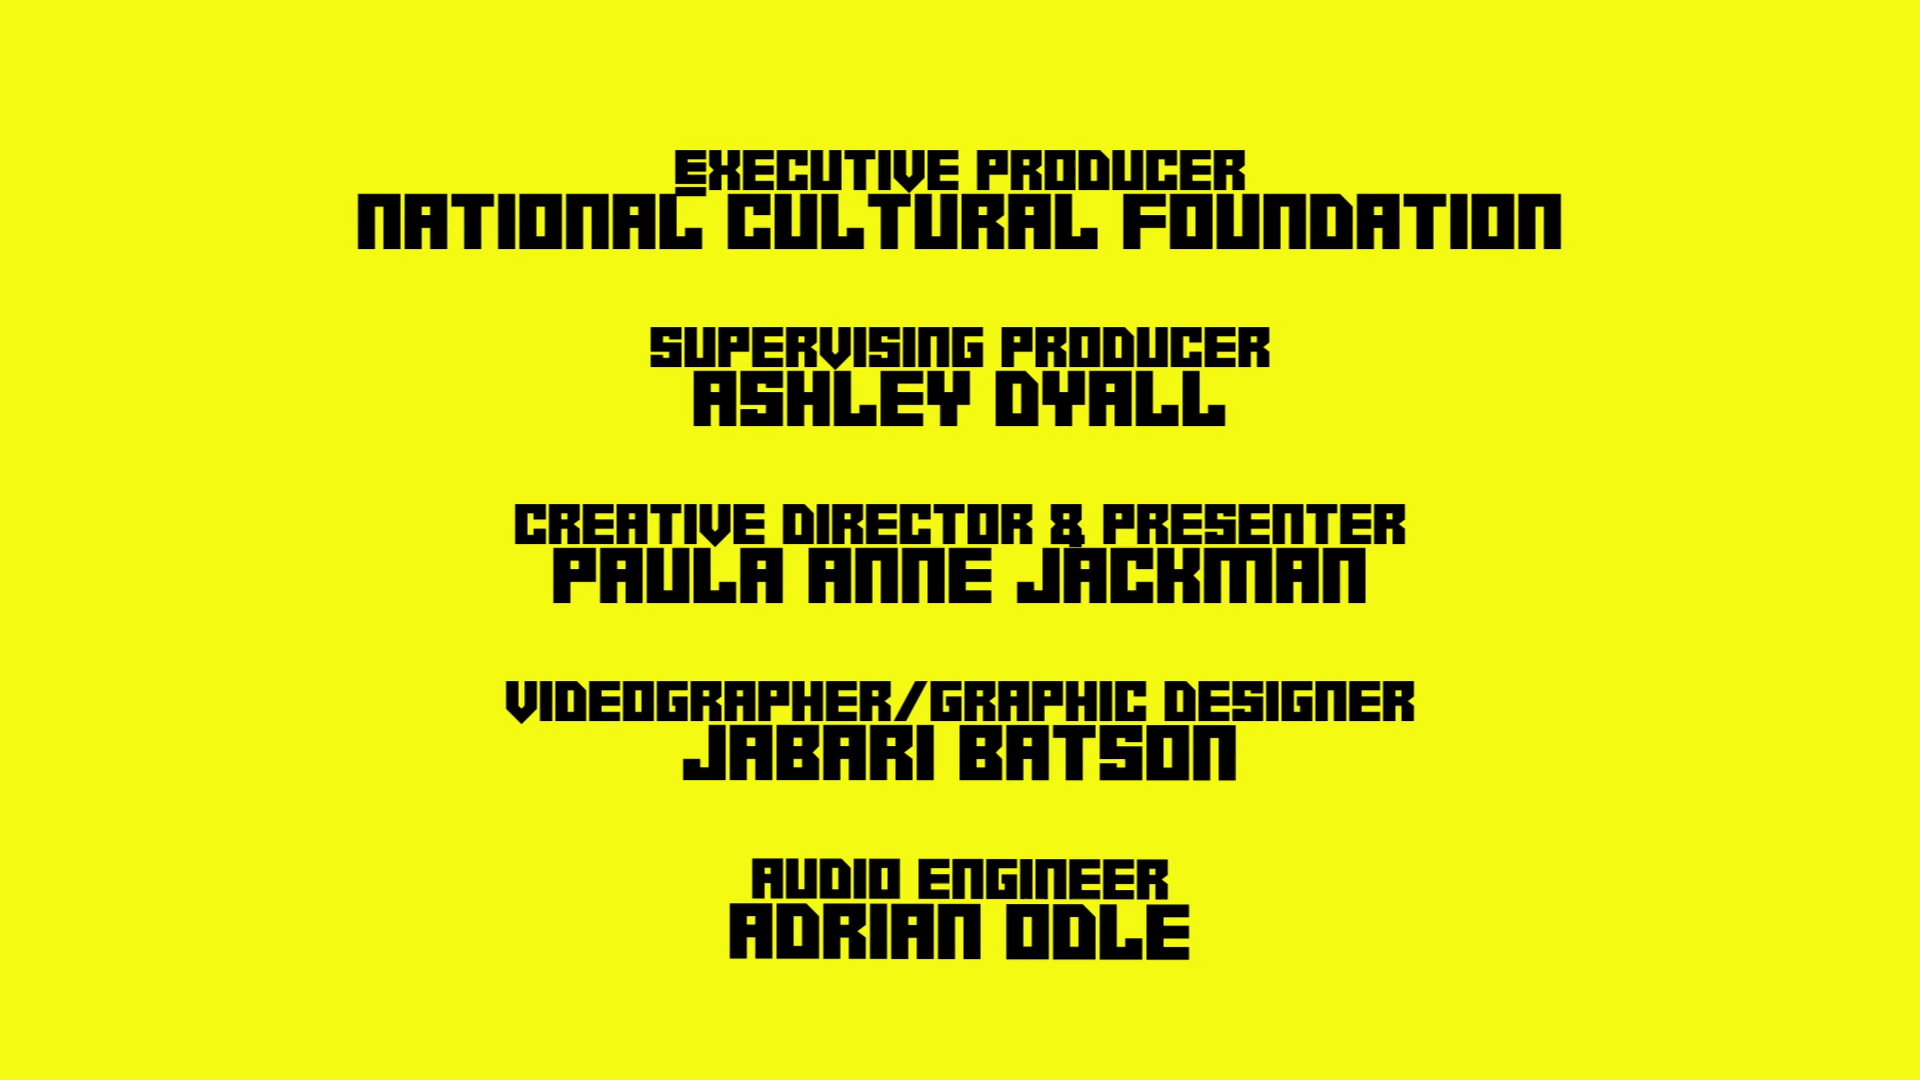 EXECUTIVE PRODUCER
NATIONAL CULTURAL FOUNDATION
SUPERVISING PRODUCER
ASHLEY DYALL
CREATIVE DIRECTOR & PRESENTER
PAULA ANNE JACKMAN
VIDEOGRAPHER/GRAPHIC DESIGNER
JABARI BATSON
AUDIO ENGINEER
ADRIAN ODLE